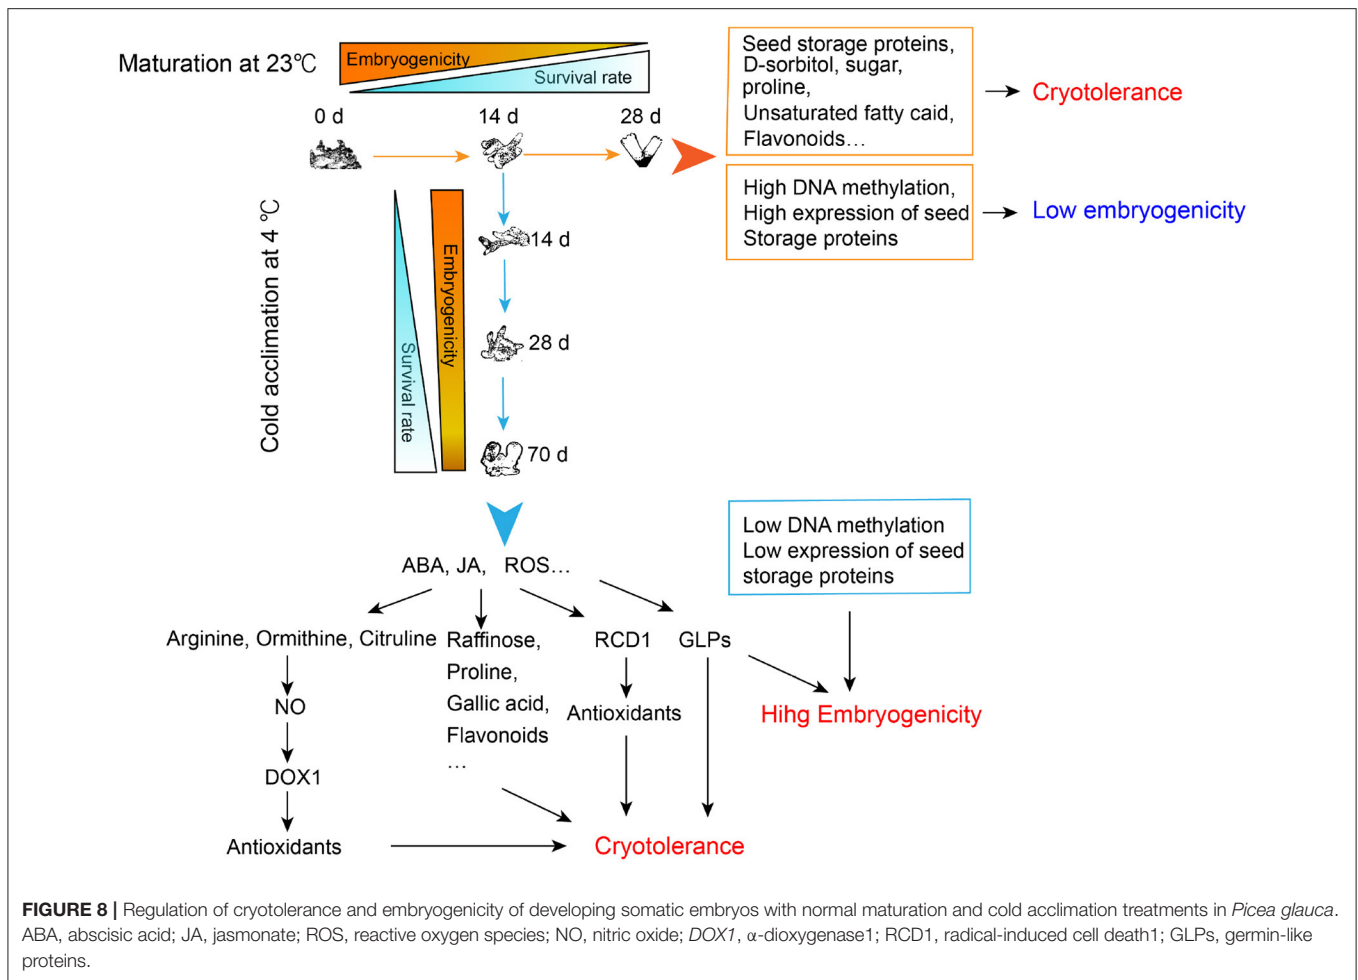 Maturation at 23℃
Embryogenicity
Survival rate
0 d
14 d
28 d
Seed storage proteins,
D-sorbitol, sugar,
proline,
Unsaturated fatty caid,
Flavonoids…
Cryotolerance
High DNA methylation,
High expression of seed
Storage proteins
Low embryogenicity
Cold acclimation at 4 ℃
Survival rate
Embryogenicity
14 d
28 d
70 d
ABA, JA, ROS…
Low DNA methylation
Low expression of seed
storage proteins
Arginine, Ormithine, Citruline
Raffinose,
Proline,
Gallic acid,
Flavonoids
…
RCD1
GLPs
NO
Antioxidants
Hihg Embryogenicity
DOX1
Antioxidants
Cryotolerance
FIGURE 8 | Regulation of cryotolerance and embryogenicity of developing somatic embryos with normal maturation and cold acclimation treatments in Picea glauca.
ABA, abscisic acid; JA, jasmonate; ROS, reactive oxygen species; NO, nitric oxide; DOX1, α-dioxygenase1; RCD1, radical-induced cell death1; GLPs, germin-like
proteins.